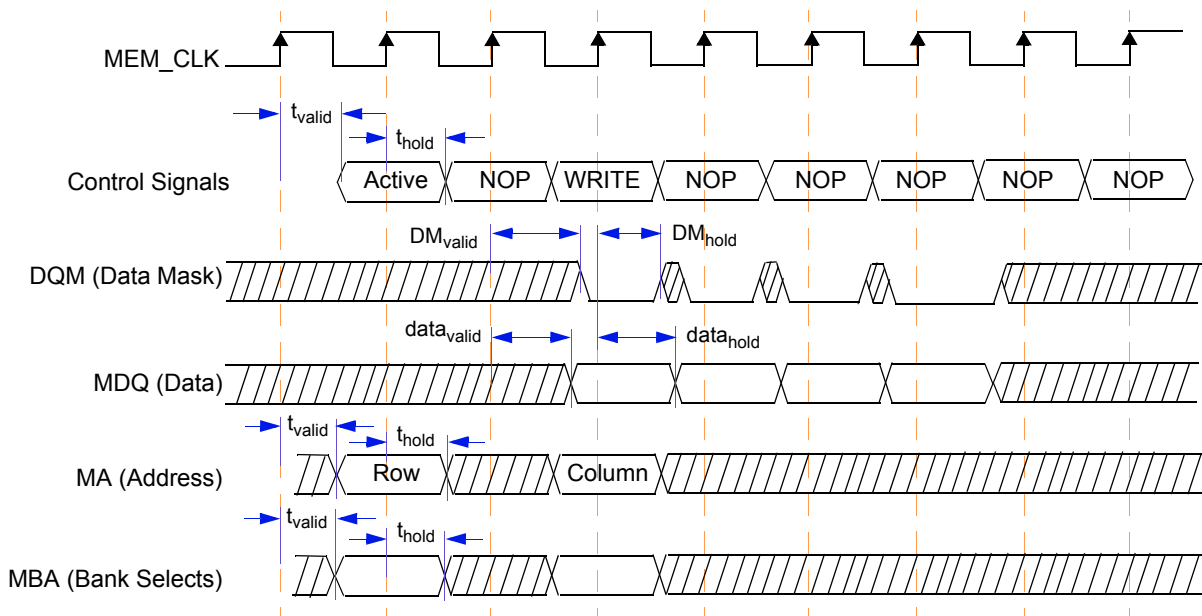 MEM_CLK
tvalid
thold
Control Signals Active NOP WRITE NOP NOP NOP NOP NOP
DMvalid DMhold
DQM (Data Mask)
datavalid datahold
MDQ (Data)
tvalid thold
MA (Address) Row Column
tvalid thold
MBA (Bank Selects)